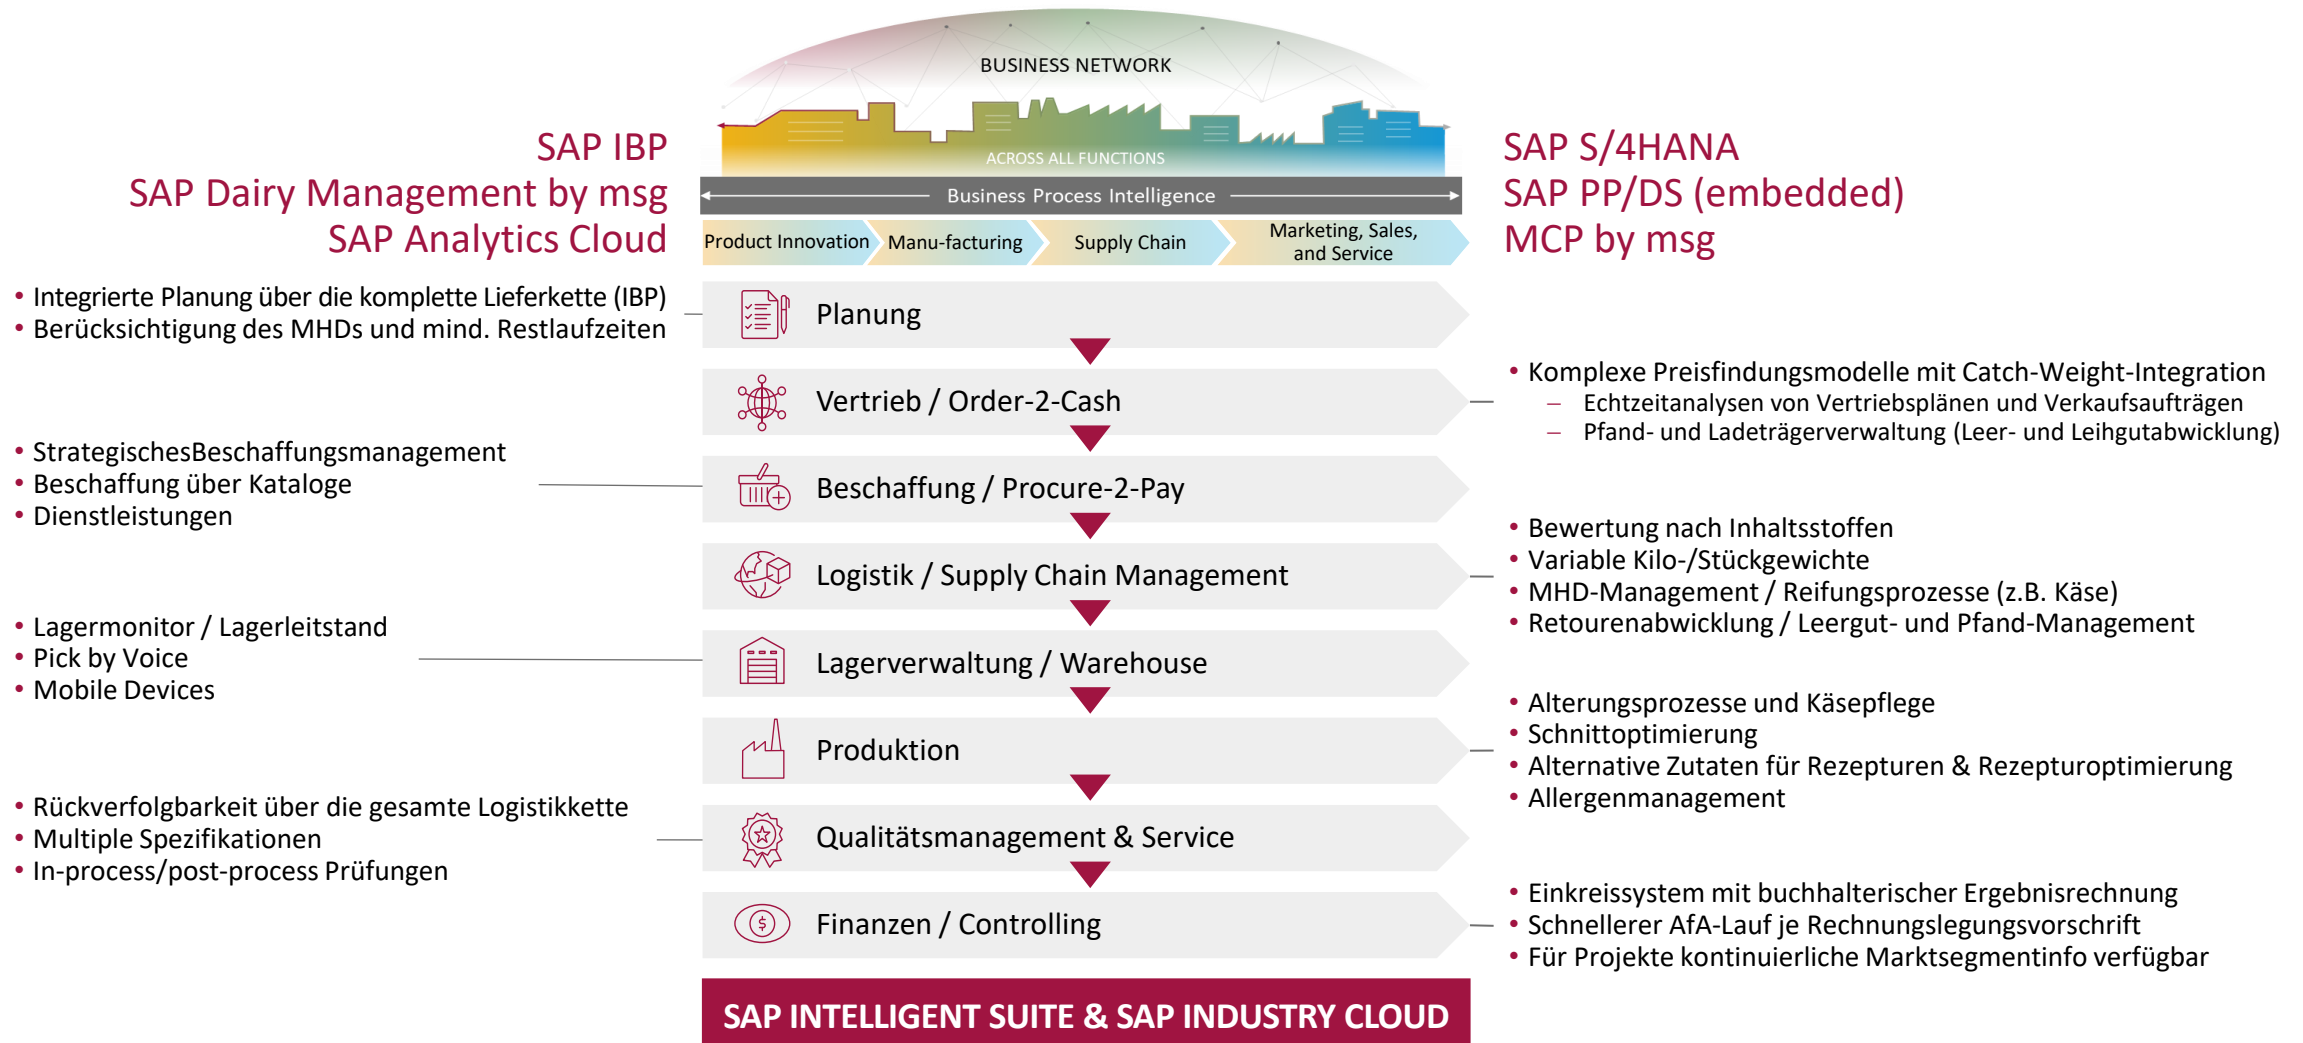 BUSINESS NETWORK
ACROSS ALL FUNCTIONS
Business Process Intelligence
Product Innovation
Manu-facturing
Supply Chain
Marketing, Sales,
and Service
SAP IBP
SAP Dairy Management by msg
SAP Analytics Cloud
SAP S/4HANA
SAP PP/DS (embedded)
MCP by msg
• Integrierte Planung über die komplette Lieferkette (IBP)
• Berücksichtigung des MHDs und mind. Restlaufzeiten
Planung
Vertrieb / Order-2-Cash
• Komplexe Preisfindungsmodelle mit Catch-Weight-Integration
– Echtzeitanalysen von Vertriebsplänen und Verkaufsaufträgen
– Pfand- und Ladeträgerverwaltung (Leer- und Leihgutabwicklung)
• StrategischesBeschaffungsmanagement
• Beschaffung über Kataloge
• Dienstleistungen
Beschaffung / Procure-2-Pay
Logistik / Supply Chain Management
• Bewertung nach Inhaltsstoffen
• Variable Kilo-/Stückgewichte
• MHD-Management / Reifungsprozesse (z.B. Käse)
• Retourenabwicklung / Leergut- und Pfand-Management
• Lagermonitor / Lagerleitstand
• Pick by Voice
• Mobile Devices
Lagerverwaltung / Warehouse
Produktion
• Alterungsprozesse und Käsepflege
• Schnittoptimierung
• Alternative Zutaten für Rezepturen & Rezepturoptimierung
• Allergenmanagement
• Rückverfolgbarkeit über die gesamte Logistikkette
• Multiple Spezifikationen
• In-process/post-process Prüfungen
Qualitätsmanagement & Service
Finanzen / Controlling
• Einkreissystem mit buchhalterischer Ergebnisrechnung
• Schnellerer AfA-Lauf je Rechnungslegungsvorschrift
• Für Projekte kontinuierliche Marktsegmentinfo verfügbar
SAP INTELLIGENT SUITE & SAP INDUSTRY CLOUD